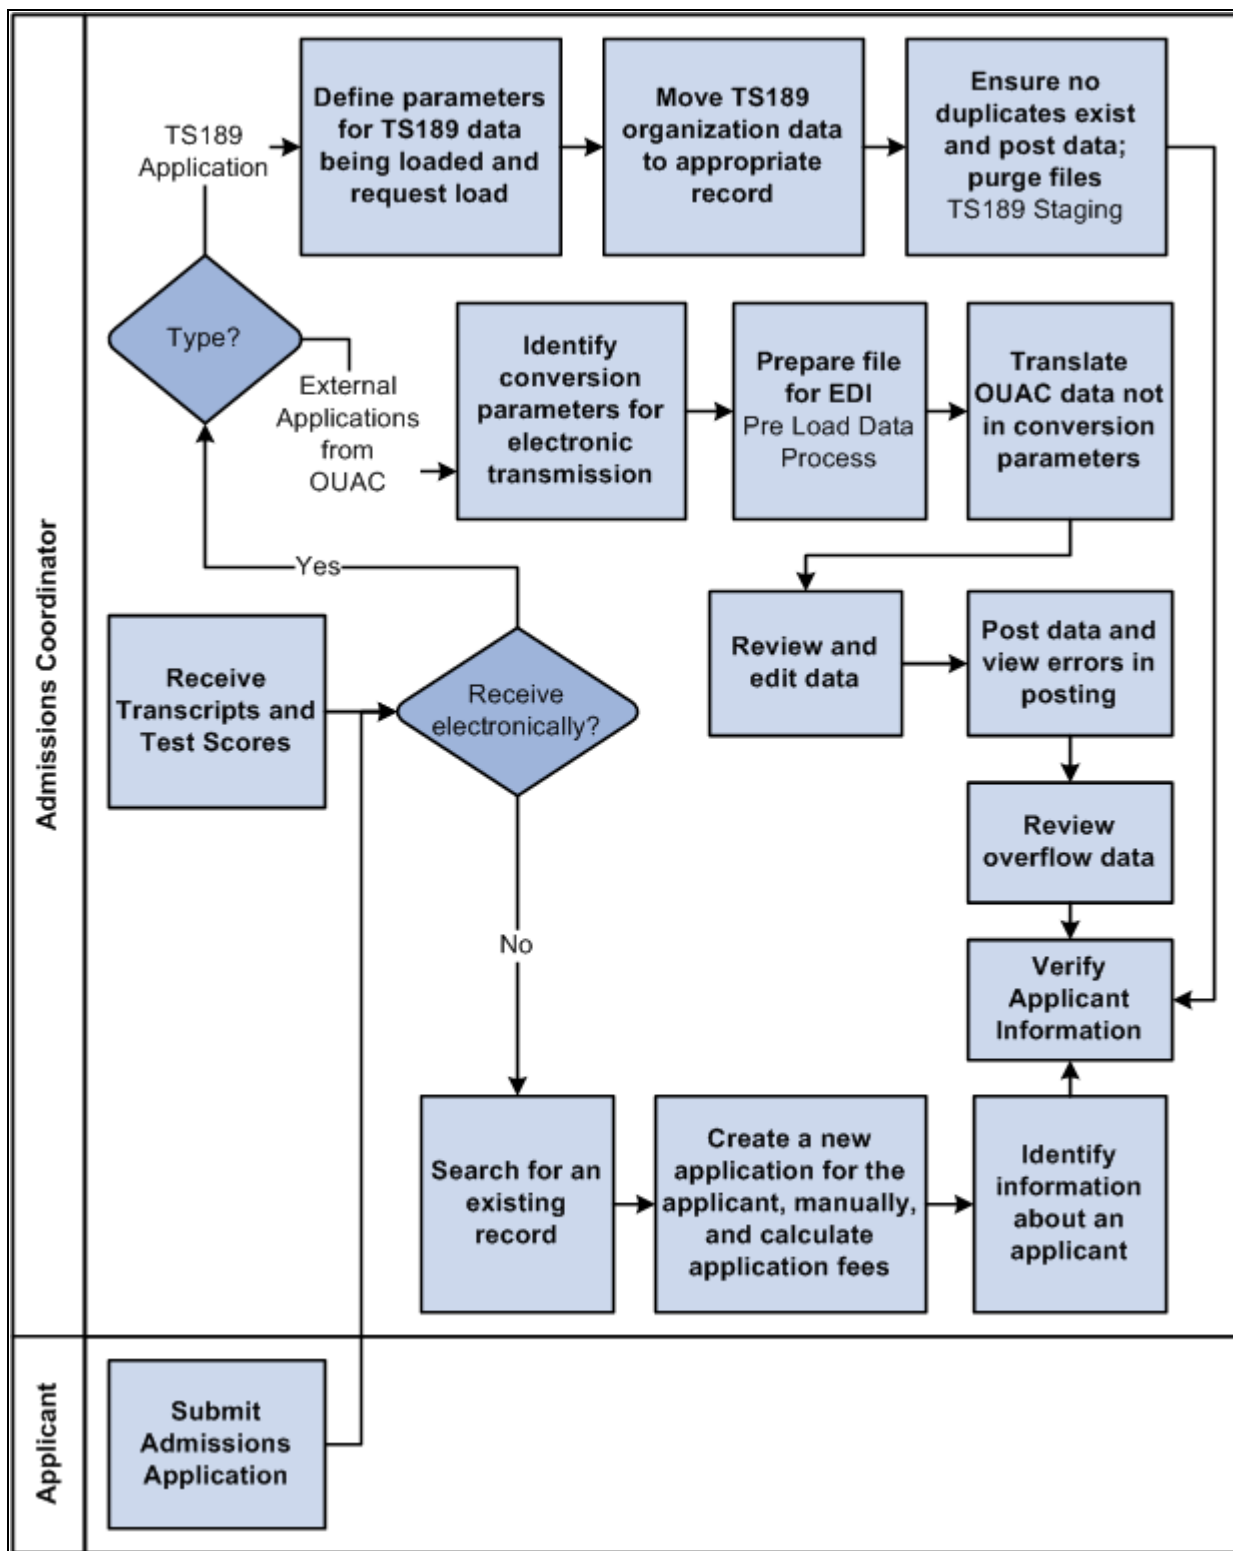 Admissions Coordinator
TS189
Application
Define parameters
for TS189 data
being loaded and
request load
Move TS189
organization data
to appropriate
record
Ensure no
duplicates exist
and post data;
purge files
TS189 Staging
Type?
External
Applications
from
OUAC
Identify
conversion
parameters for
electronic
transmission
Prepare file
for EDI
Pre Load Data
Process
Translate
OUAC data not
in conversion
parameters
Yes
Receive
Transcripts and
Test Scores
Receive
electronically?
Review and
edit data
Post data and
view errors in
posting
Review
overflow data
No
Verify
Applicant
Information
Search for an
existing
record
Create a new
application for the
applicant, manually,
and calculate
application fees
Identify
information
about an
applicant
Applicant
Submit
Admissions
Application